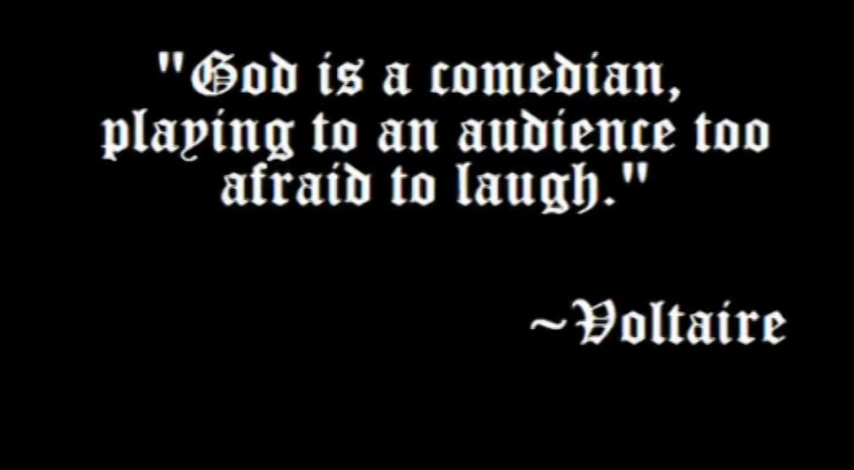 "God is a comedian,
playing to an audience too
afraid to laugh."
~Voltaire